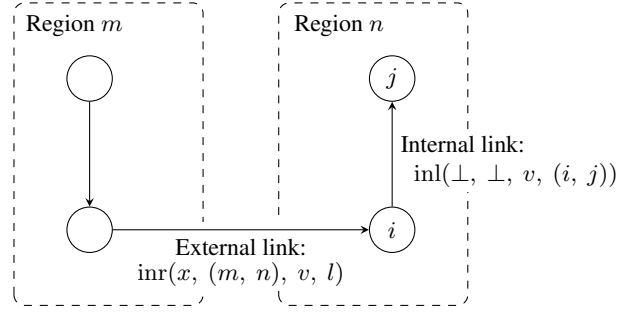 Region m
Region n
j
Internal link:
inl(⊥, ⊥, v, (i, j))
i
External link:
inr(x, (m, n), v, l)